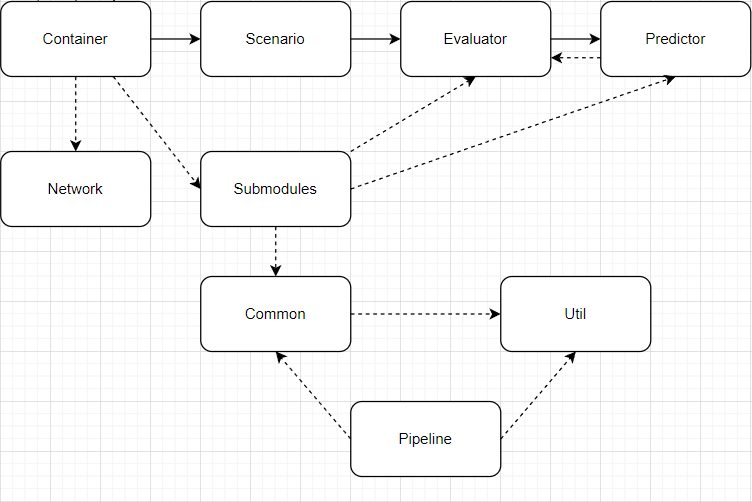 Container
Scenario
Evaluator
Predictor
Network
Submodules
Common
Util
Pipeline